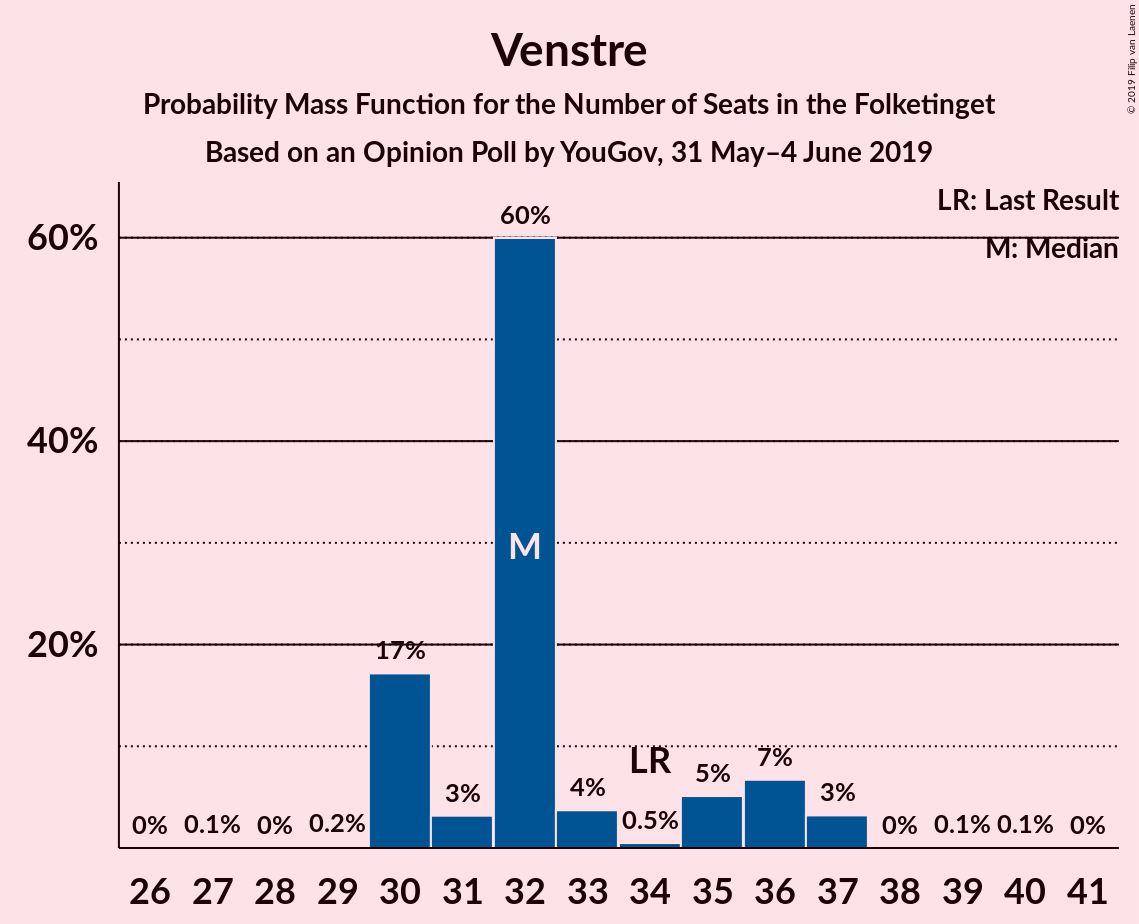 Venstre
Probability Mass Function for the Number of Seats in the Folketinget
Based on an Opinion Poll by YouGov, 31 May–4 June 2019
© 2019 Filip van Laenen
LR: Last Result
M: Median
60%
40%
20%
0%
0.1%
0%
0.2%
17%
3%
60%
M
4%
LR
0.5%
5%
7%
3%
0%
0.1%
0.1%
0%
26 27 28 29 30 31 32 33 34 35 36 37 38 39 40 41